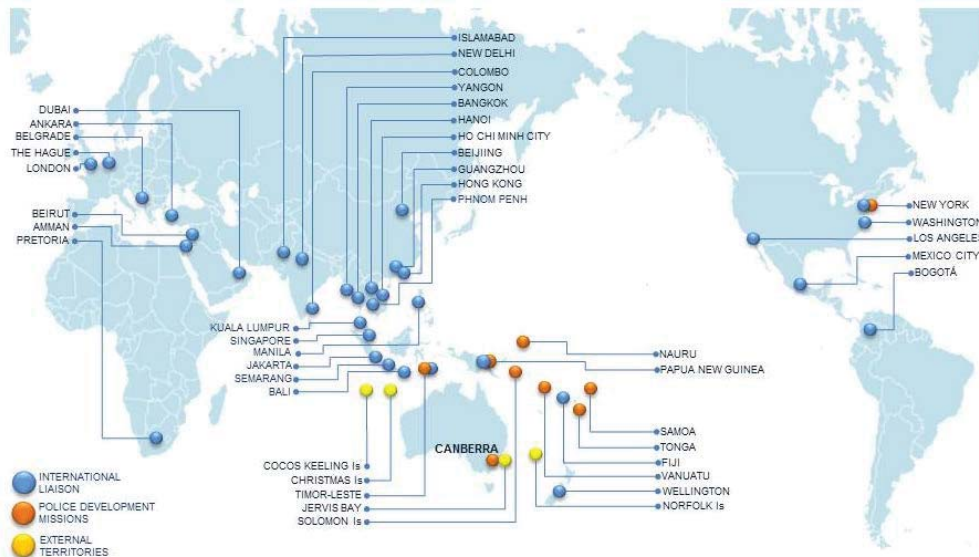 ISLAMABAD
NEW DELHI
COLOMBO
YANGON
BANGKOK
HANOI
HO CHI MINH CITY
BEIJIING
GUANGZHOU
HONG KONG
PHNOM PENH
DUBAI
ANKARA
BELGRADE
THE HAGUE
LONDON
BEIRUT
AMMAN
PRETORIA
NEW YORK
WASHINGTON
LOS ANGELES
MEXICO CITY
BOGOTÁ
KUALA LUMPUR
SINGAPORE
MANILA
JAKARTA
SEMARANG
BALI
NAURU
PAPUA NEW GUINEA
CANBERRA
COCOS KEELING Is
CHRISTMAS Is
TIMOR-LESTE
JERVIS BAY
SOLOMON Is
SAMOA
TONGA
FIJI
VANUATU
WELLINGTON
NORFOLK Is
INTERNATIONAL
LIAISON
POLICE DEVELOPMENT
MISSIONS
EXTERNAL
TERRITORIES